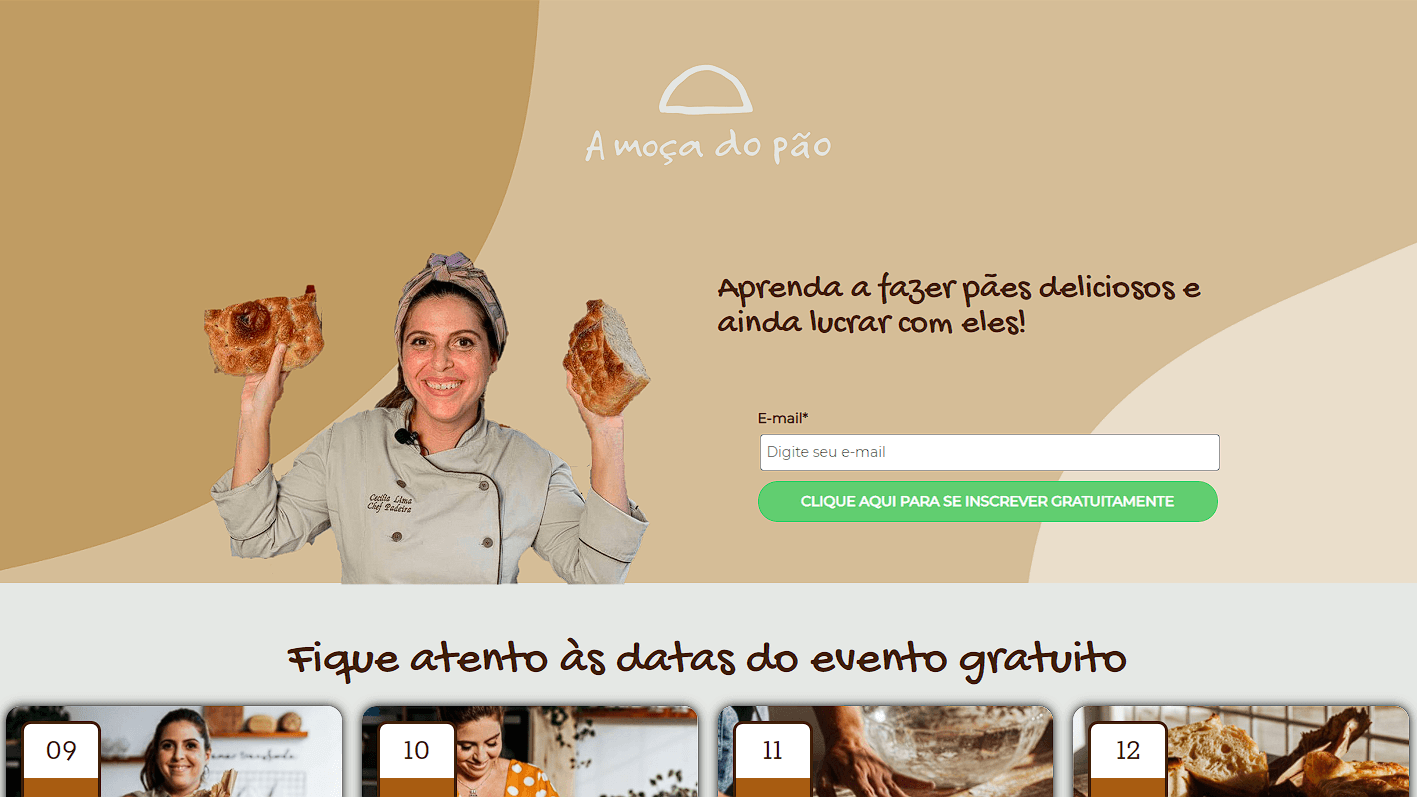 A moça do pão
Aprenda a fazer pães deliciosos e
ainda lucrar com eles!
E-mail*
Digite seu e-mail
CLIQUE AQUI PARA SE INSCREVER GRATUITAMENTE
Cecília Lima
Chef Padeira
Fique atento às datas do evento gratuito
09
10
11
12